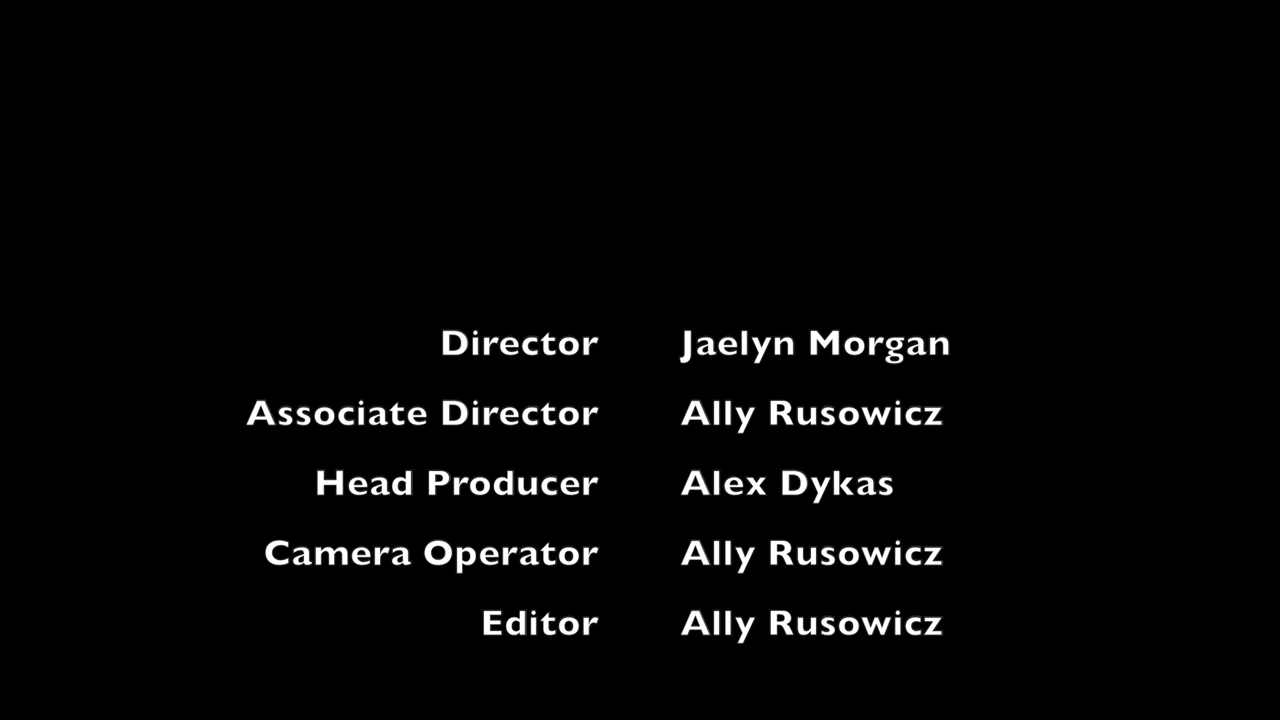 Director Jaelyn Morgan
Associate Director Ally Rusowicz
Head Producer Alex Dykas
Camera Operator Ally Rusowicz
Editor Ally Rusowicz